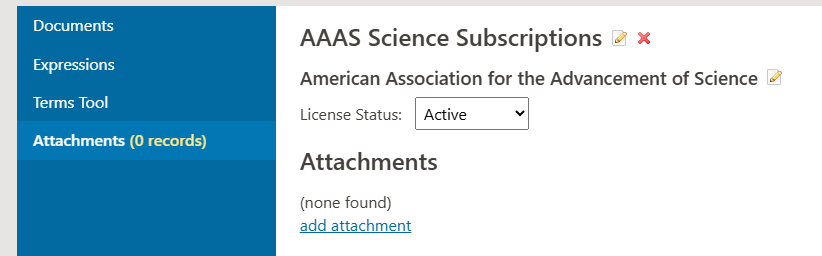 Documents
Expressions
Terms Tool
Attachments (0 records)
AAAS Science Subscriptions
American Association for the Advancement of Science
License Status: Active
Attachments
(none found)
add attachment